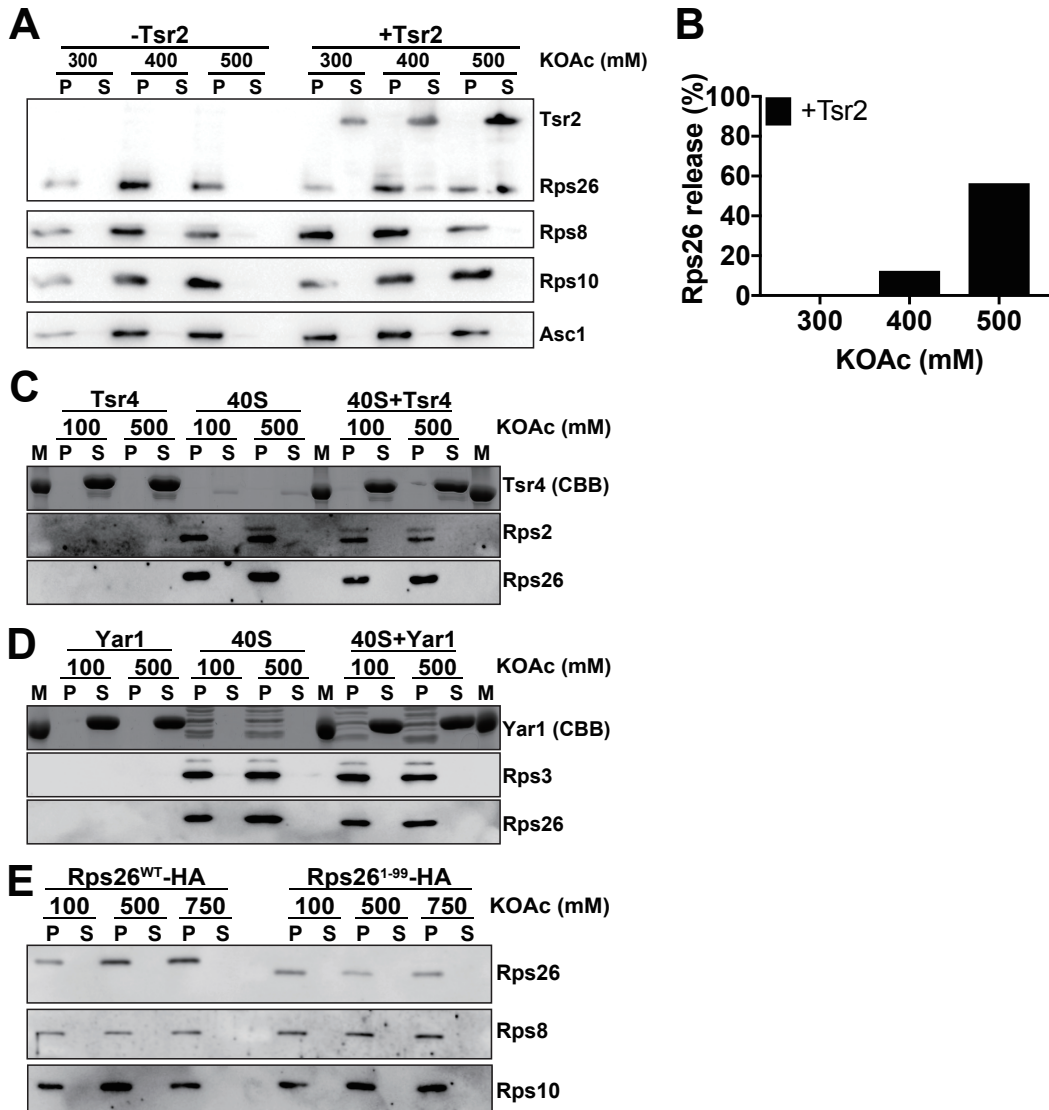 A
-Tsr2 +Tsr2
300 400 500 300 400 500 KOAc (mM)
P S P S P S P S P S P S
Tsr2
Rps26
Rps8
Rps10
Asc1
B
Rps26 release (%)
100
80
60
40
20
0
+Tsr2
300 400 500
KOAc (mM)
C
Tsr4 40S 40S+Tsr4
100 500 100 500 100 500 KOAc (mM)
M P S P S P S P S M P S P S M
Tsr4 (CBB)
Rps2
Rps26
D
Yar1 40S 40S+Yar1
100 500 100 500 100 500 KOAc (mM)
M P S P S P S P S M P S P S M
Yar1 (CBB)
Rps3
Rps26
E
Rps26ᵂᵀ-HA Rps26¹⁻⁹⁹-HA
100 500 750 100 500 750 KOAc (mM)
P S P S P S P S P S P S
Rps26
Rps8
Rps10